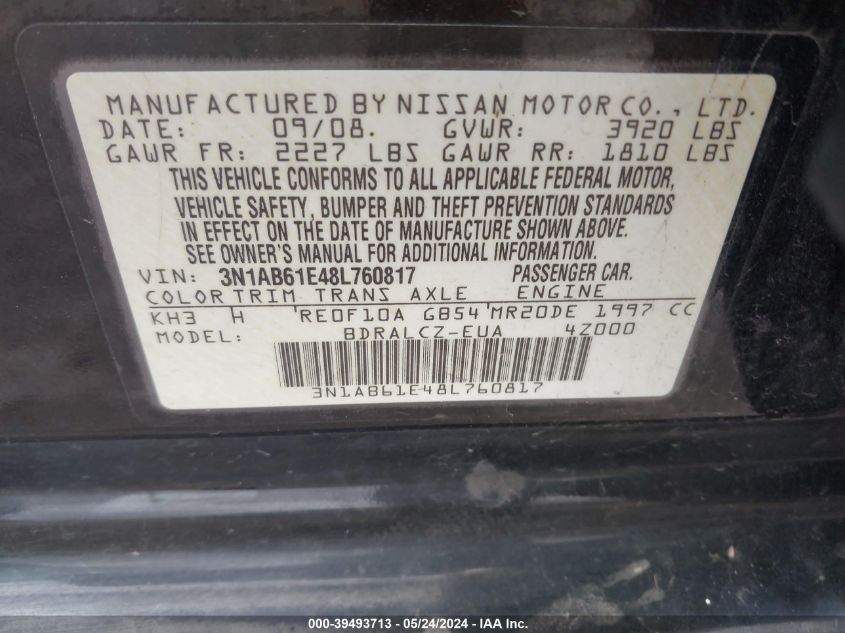 MANUFACTURED BY NISSAN MOTOR CO., LTD.
DATE: 09/08. GVWR: 3920 LBS
GAWR FR: 2227 LBS GAWR RR: 1810 LBS
THIS VEHICLE CONFORMS TO ALL APPLICABLE FEDERAL MOTOR,
VEHICLE SAFETY, BUMPER AND THEFT PREVENTION STANDARDS
IN EFFECT ON THE DATE OF MANUFACTURE SHOWN ABOVE.
SEE OWNER'S MANUAL FOR ADDITIONAL INFORMATION.
VIN: 3N1AB61E48L760817 PASSENGER CAR.
COLOR TRIM TRANS AXLE ENGINE
KH3 H RE0F10A GB54 MR20DE 1997 CC
MODEL: BDRALCZ-EUA 4Z000
3N1AB61E48L760817
000-39493713 - 05/24/2024 - IAAI Inc.